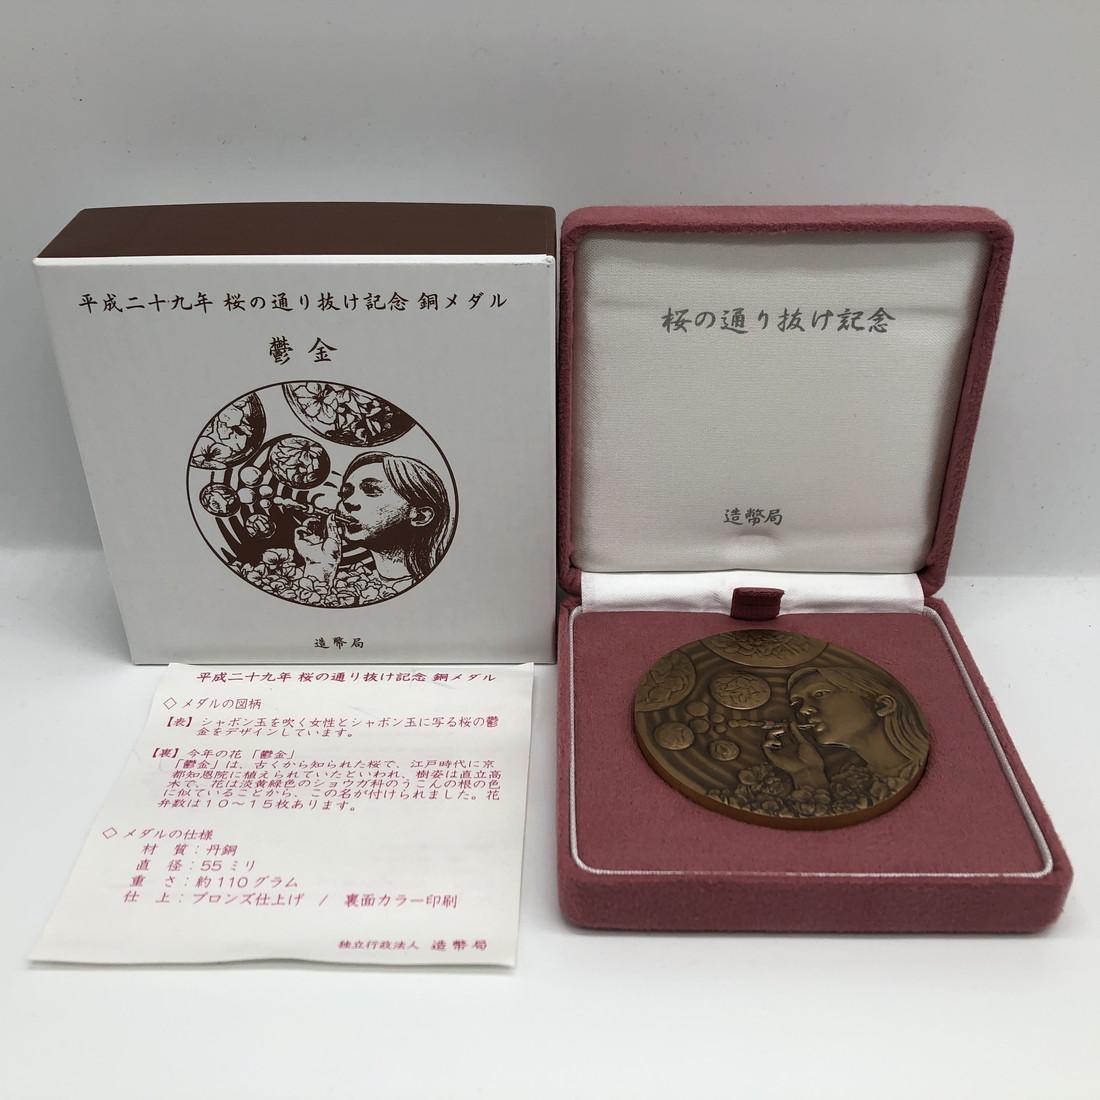 平成二十九年 桜の通り抜け記念 銅メダル
鬱金
造幣局
桜の通り抜け記念
造幣局
平成二十九年 桜の通り抜け記念 銅メダル
◇メダルの図柄
【表】シャボン玉を吹く女性とシャボン玉に写る桜の鬱
金をデザインしています。
【裏】今年の花「鬱金」
「鬱金」は、古くから知られた桜で、江戸時代に京
都知恩院に植えられていたといわれ、樹姿は直立高
木で、花は淡黄緑色のショウガ科のうこんの根の色
に似ていることから、この名が付けられました。花
弁数は10～15枚あります。
◇メダルの仕様
材 質：丹銅
直 径：55ミリ
重 さ：約110グラム
仕 上：ブロンズ仕上げ / 裏面カラー印刷
独立行政法人 造幣局